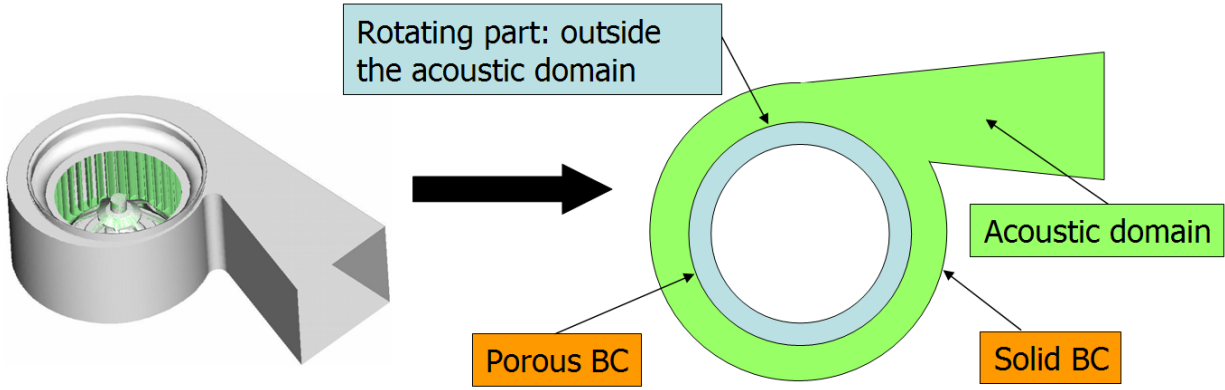 Rotating part: outside
the acoustic domain
Acoustic domain
Porous BC
Solid BC